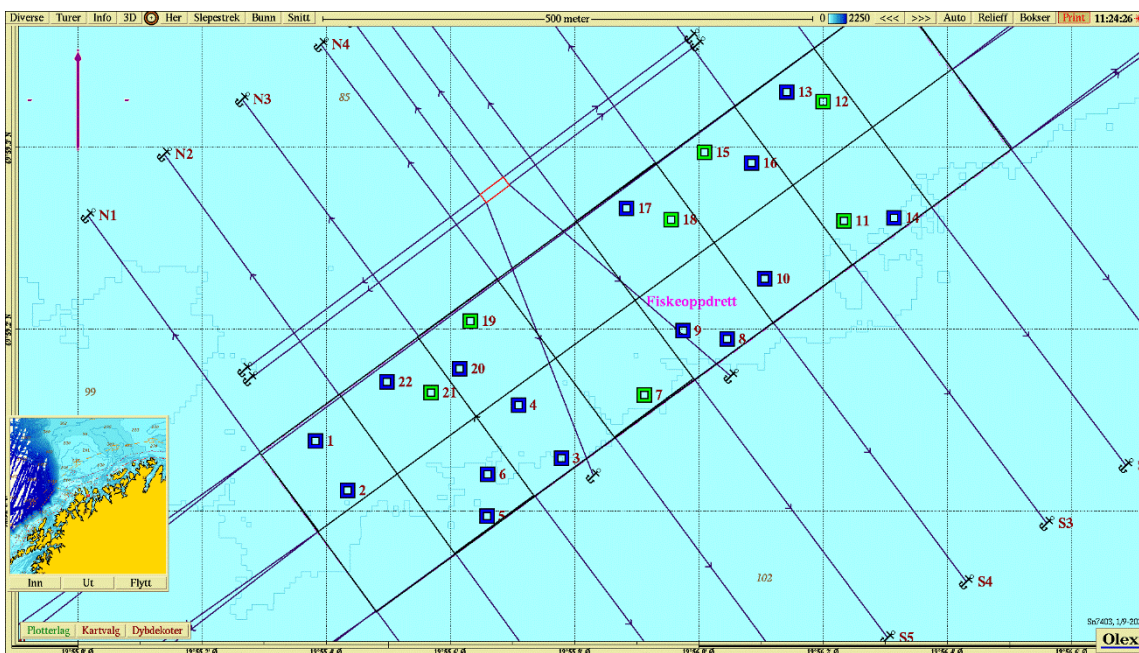 Diverse Turer Info 3D Her Slepestrek Bunn Snitt 500 meter 0 2250 <<< >>> Auto Relieff Bokser Print 11:24:26
N4
N3
85
13
12
N2
15
16
N1
17
18
11
14
10
Fiskeoppdrett
19
9
8
20
22
99
21
7
4
1
3
6
2
5
S3
102
S4
Inn Ut Flytt
Plotterlag Kartvalg Dybdekoter
S5
Olex